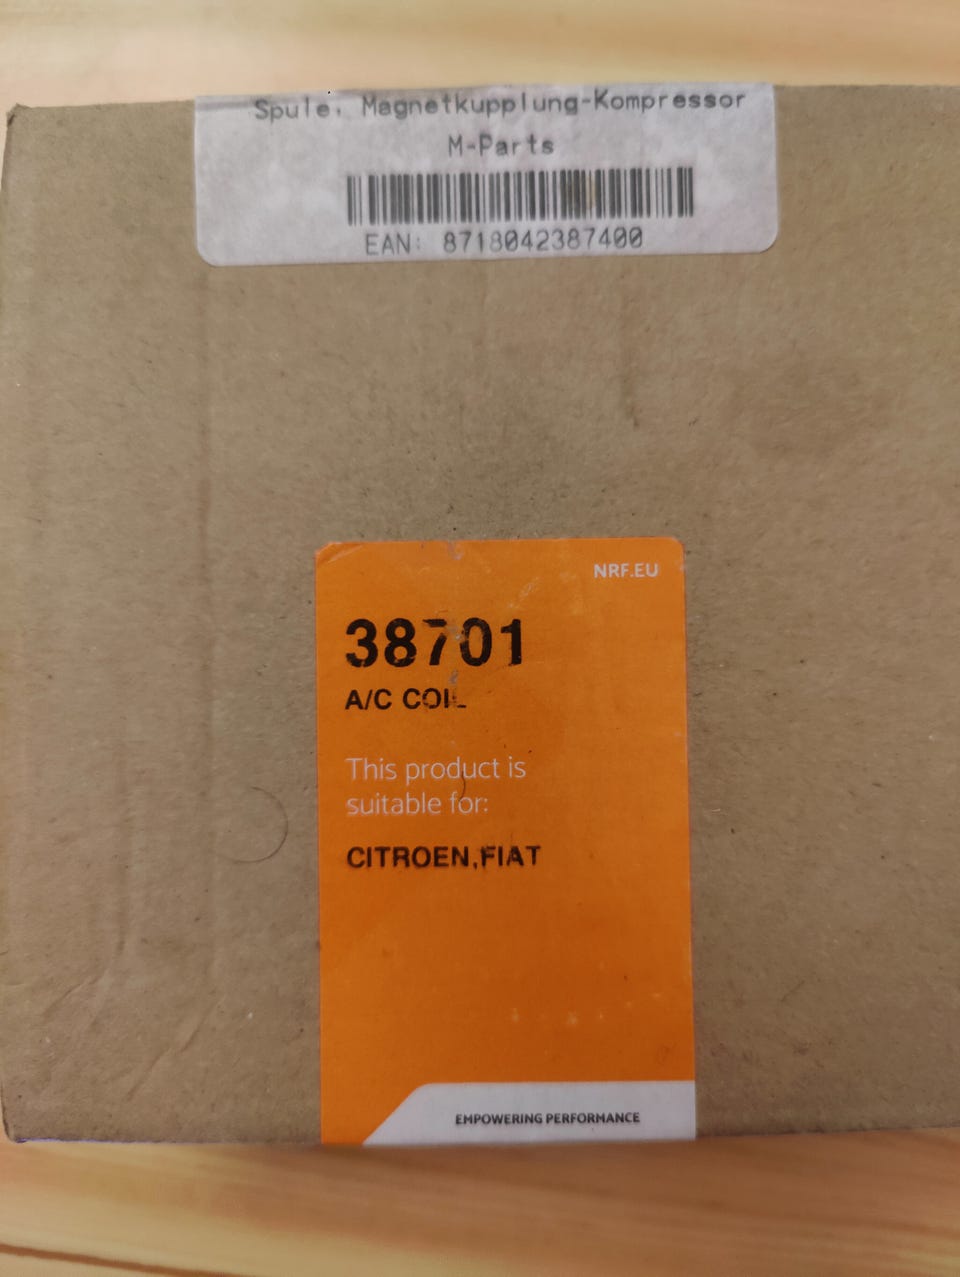 Spule, Magnetkupplung-Kompressor
M-Parts
EAN: 8718042387400
NRF.EU
38701
A/C COIL
This product is
suitable for:
CITROEN,FIAT
EMPOWERING PERFORMANCE